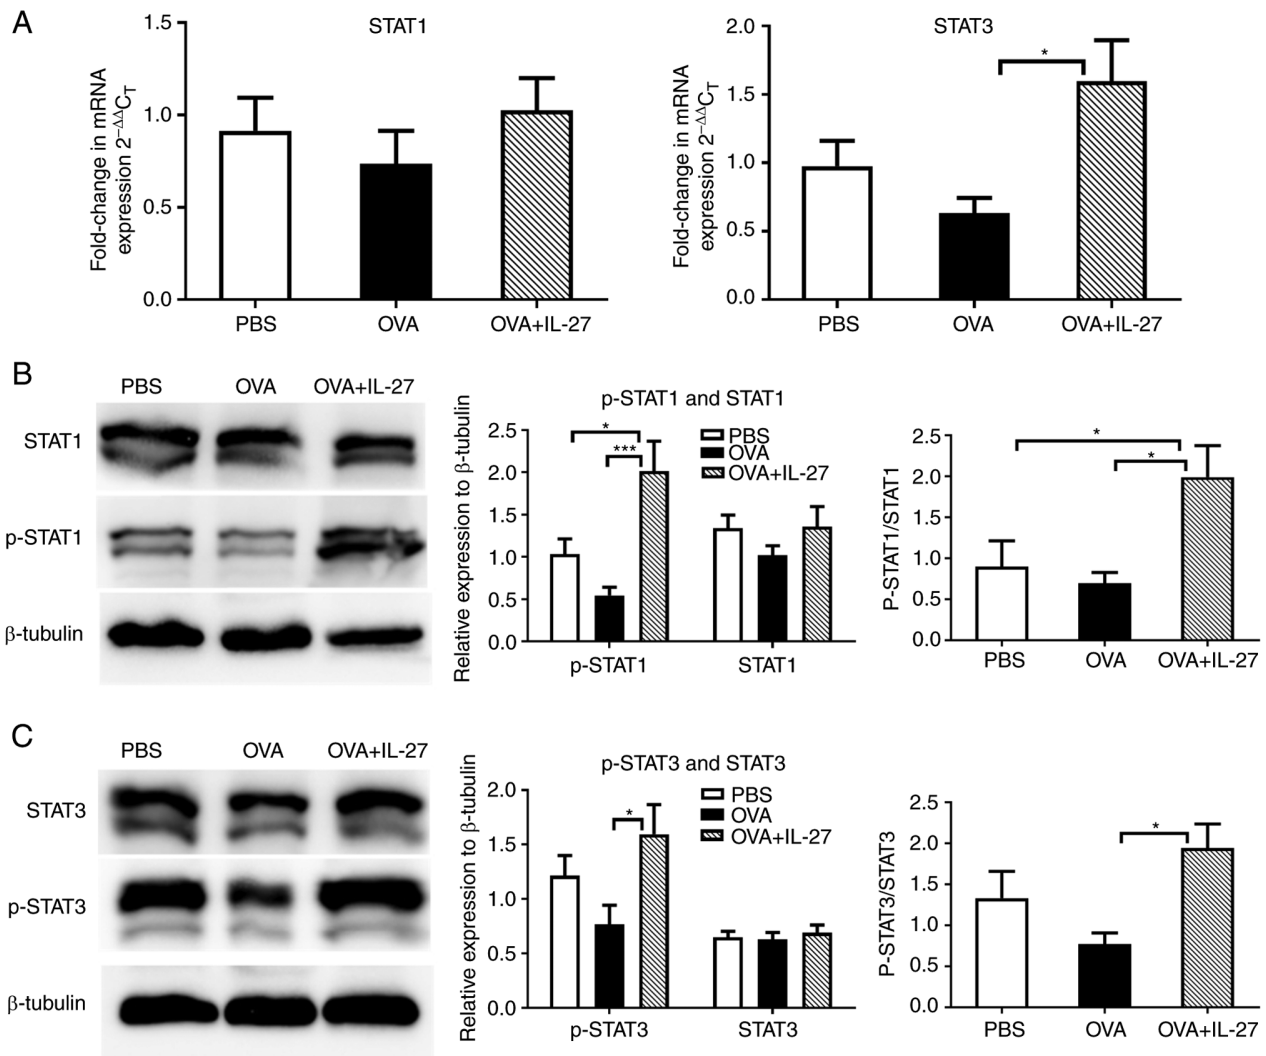 A
STAT1
Fold-change in mRNA
expression 2−ΔΔCT
1.5
1.0
0.5
0.0
PBS OVA OVA+IL-27
STAT3
Fold-change in mRNA
expression 2−ΔΔCT
2.0
1.5
1.0
0.5
0.0
*
PBS OVA OVA+IL-27
B
PBS OVA OVA+IL-27
STAT1
p-STAT1
β-tubulin
p-STAT1 and STAT1
Relative expression to β-tubulin
2.5
2.0
1.5
1.0
0.5
0.0
*
***
PBS
OVA
OVA+IL-27
p-STAT1 STAT1
P-STAT1/STAT1
2.5
2.0
1.5
1.0
0.5
0.0
*
*
PBS OVA OVA+IL-27
C
PBS OVA OVA+IL-27
STAT3
p-STAT3
β-tubulin
p-STAT3 and STAT3
Relative expression to β-tubulin
2.0
1.5
1.0
0.5
0.0
*
PBS
OVA
OVA+IL-27
p-STAT3 STAT3
P-STAT3/STAT3
2.5
2.0
1.5
1.0
0.5
0.0
*
PBS OVA OVA+IL-27